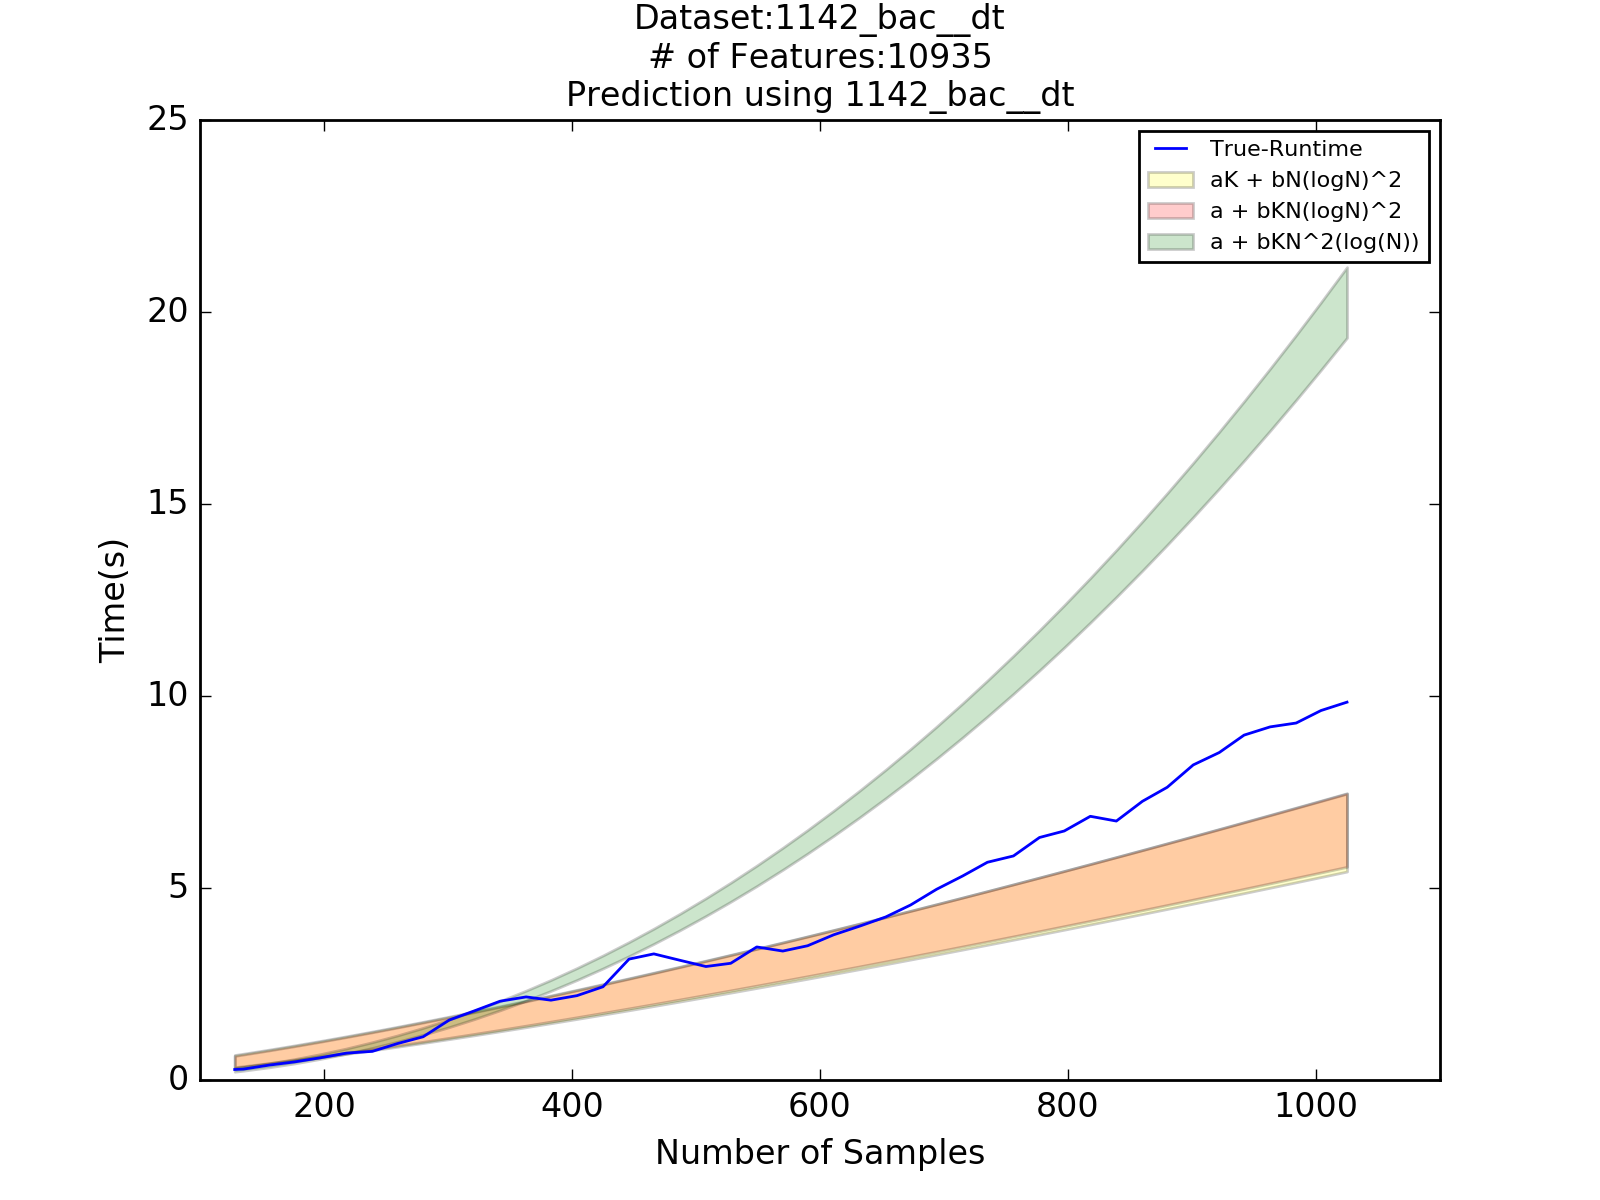 Dataset:1142_bac__dt
# of Features:10935
Prediction using 1142_bac__dt
25
20
15
10
5
0
Time(s)
True-Runtime
aK + bN(logN)^2
a + bKN(logN)^2
a + bKN^2(log(N))
200
400
600
800
1000
Number of Samples